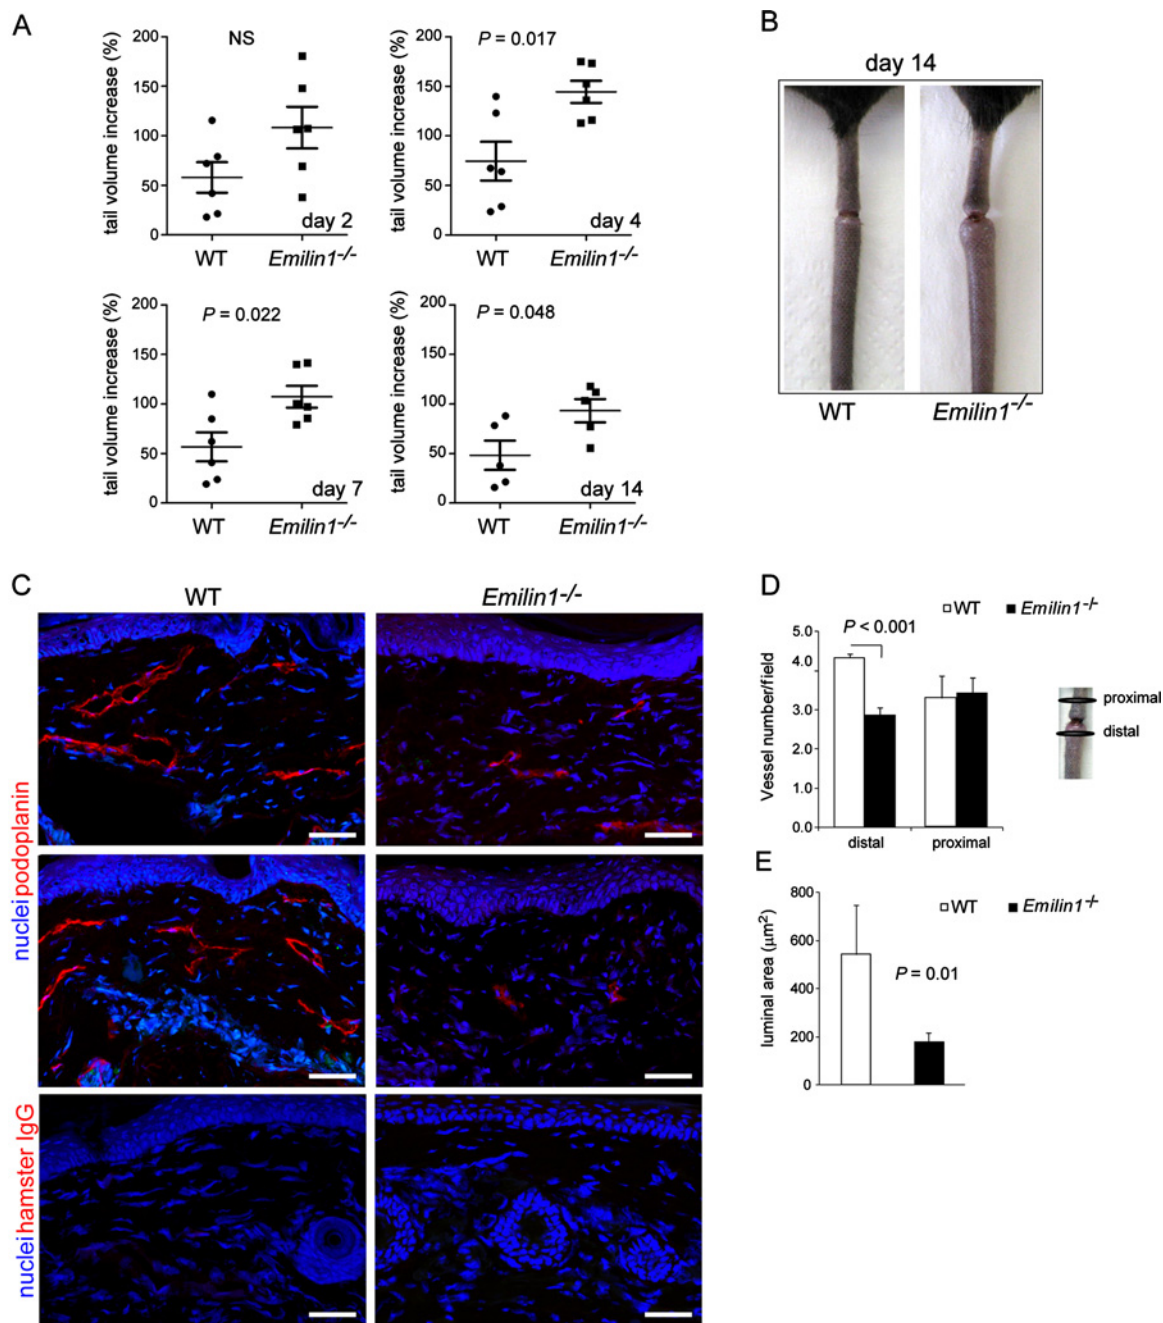 A
tail volume increase (%)
200
150
100
50
0
NS
day 2
WT
Emilin1-/-
tail volume increase (%)
200
150
100
50
0
P = 0.017
day 4
WT
Emilin1-/-
tail volume increase (%)
200
150
100
50
0
P = 0.022
day 7
WT
Emilin1-/-
tail volume increase (%)
200
150
100
50
0
P = 0.048
day 14
WT
Emilin1-/-
B
day 14
WT
Emilin1-/-
C
WT
Emilin1-/-
nuclei podoplanin
nuclei hamster IgG
D
WT
Emilin1-/-
P < 0.001
Vessel number/field
5.0
4.0
3.0
2.0
1.0
0.0
distal
proximal
proximal
distal
E
WT
Emilin1-/-
P = 0.01
luminal area (μm²)
800
600
400
200
0